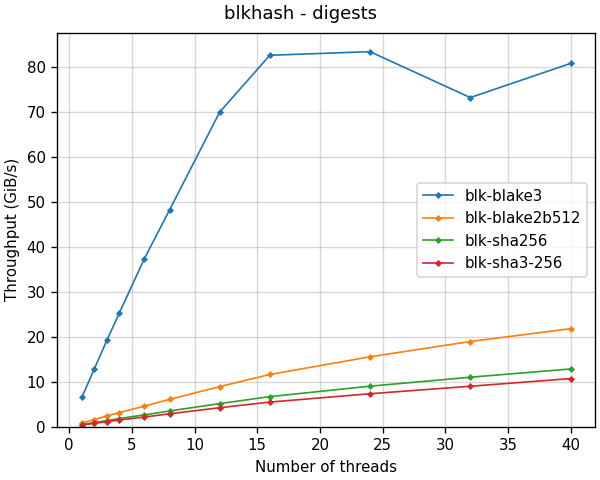 blkhash - digests
Throughput (GiB/s)
80
70
60
50
40
30
20
10
0
blk-blake3
blk-blake2b512
blk-sha256
blk-sha3-256
0 5 10 15 20 25 30 35 40
Number of threads